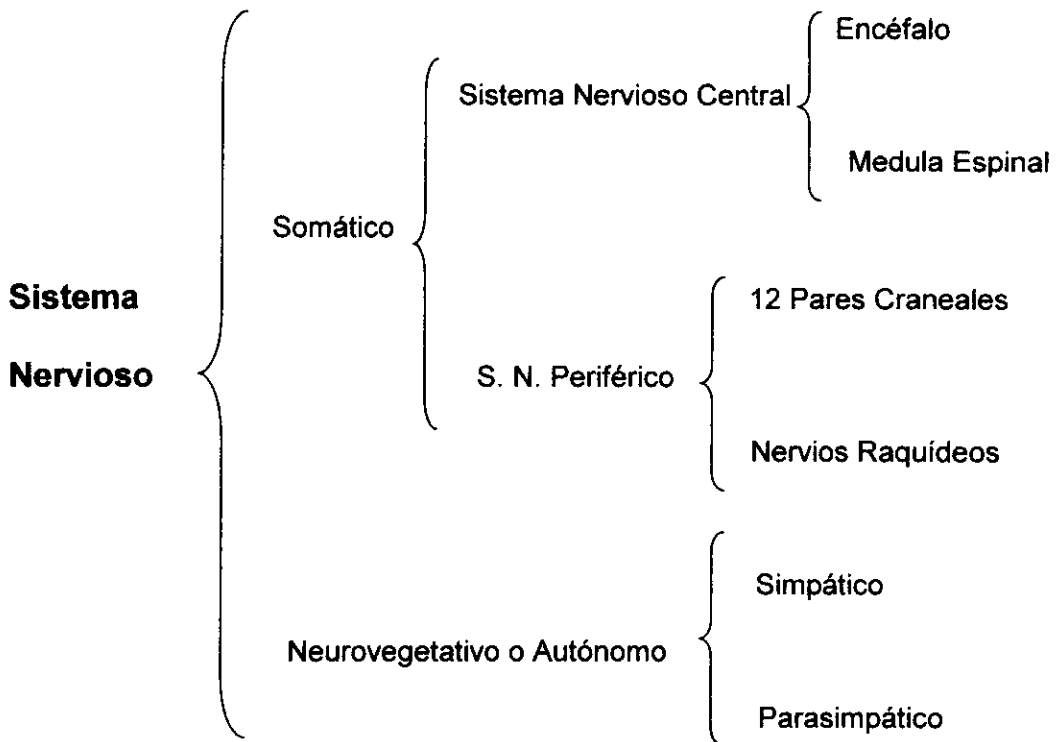 Sistema
Nervioso
Somático
Sistema Nervioso Central
Encéfalo
Medula Espinal
S. N. Periférico
12 Pares Craneales
Nervios Raquídeos
Neurovegetativo o Autónomo
Simpático
Parasimpático